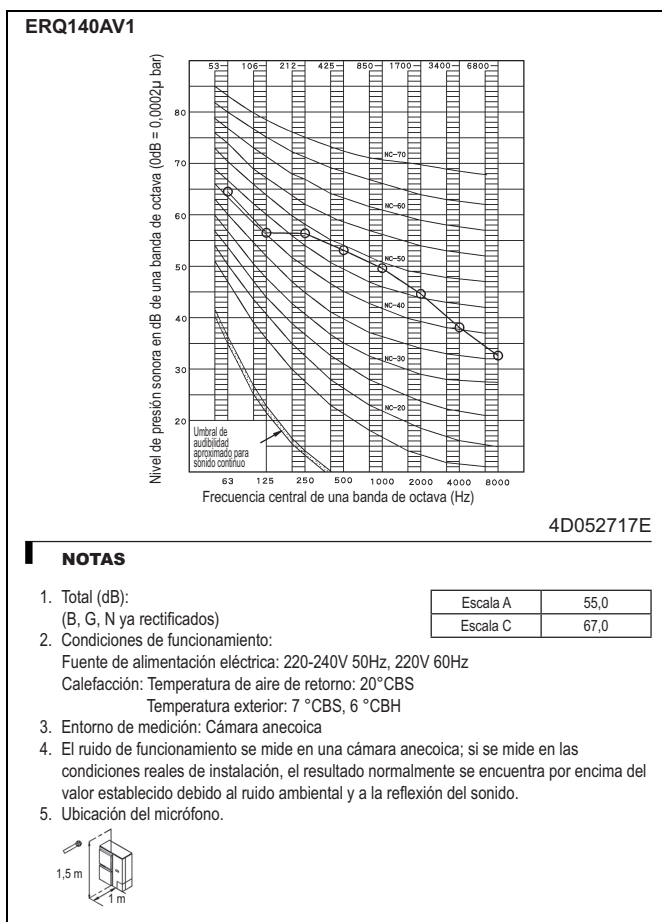 ERQ140AV1
Nivel de presión sonora en dB de una banda de octava (0dB = 0,0002µ bar)
53 106 212 425 850 1700 3400 6800
80
70
60
50
40
30
20
NC-70
NC-60
NC-50
NC-40
NC-30
NC-20
Umbral de
audibilidad
aproximado para
sonido continuo
63 125 250 500 1000 2000 4000 8000
Frecuencia central de una banda de octava (Hz)
4D052717E
NOTAS
1. Total (dB):
(B, G, N ya rectificados)
Escala A 55,0
Escala C 67,0
2. Condiciones de funcionamiento:
Fuente de alimentación eléctrica: 220-240V 50Hz, 220V 60Hz
Calefacción: Temperatura de aire de retorno: 20°CBS
Temperatura exterior: 7 °CBS, 6 °CBH
3. Entorno de medición: Cámara anecoica
4. El ruido de funcionamiento se mide en una cámara anecoica; si se mide en las
condiciones reales de instalación, el resultado normalmente se encuentra por encima del
valor establecido debido al ruido ambiental y a la reflexión del sonido.
5. Ubicación del micrófono.
1,5 m
1 m